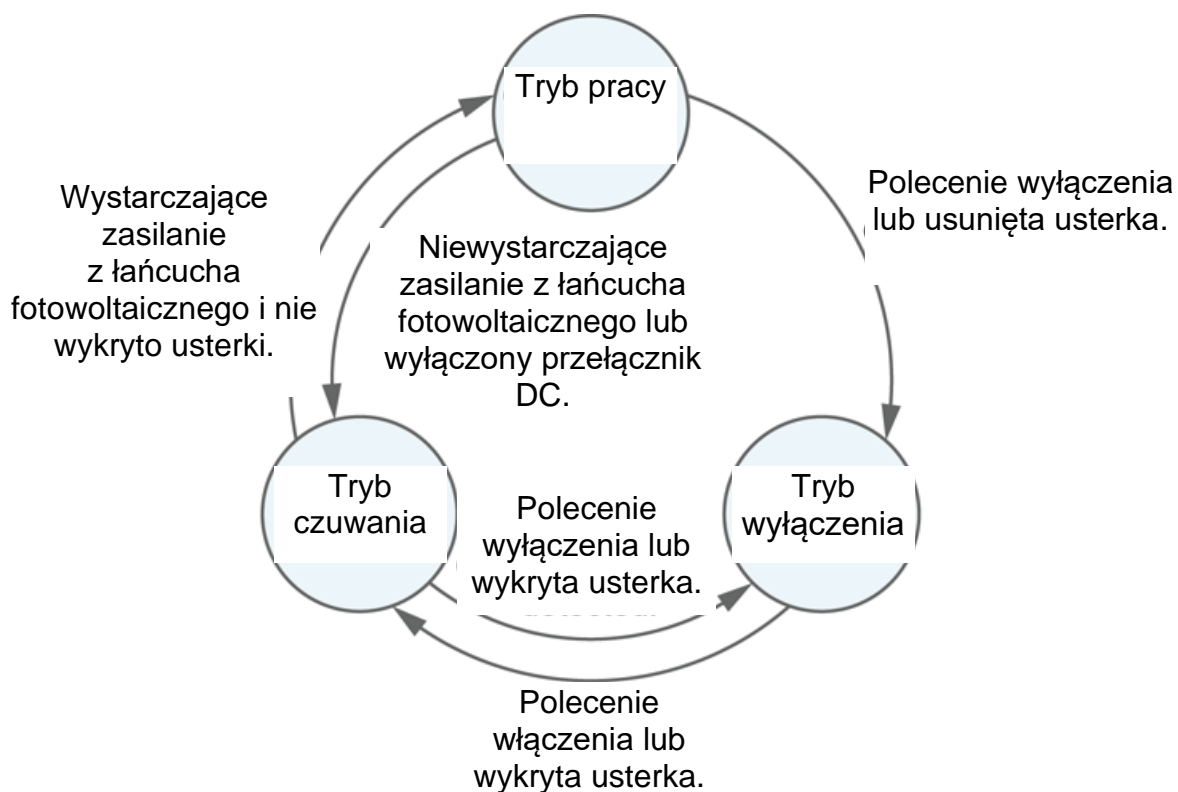 Tryb pracy
Wystarczające
zasilanie
z łańcucha
fotowoltaicznego i nie
wykryto usterki.
Polecenie wyłączenia
lub usunięta usterka.
Niewystarczające
zasilanie z łańcucha
fotowoltaicznego lub
wyłączony przełącznik
DC.
Tryb
czuwania
Polecenie
wyłączenia lub
wykryta usterka.
Tryb
wyłączenia
Polecenie
włączenia lub
wykryta usterka.